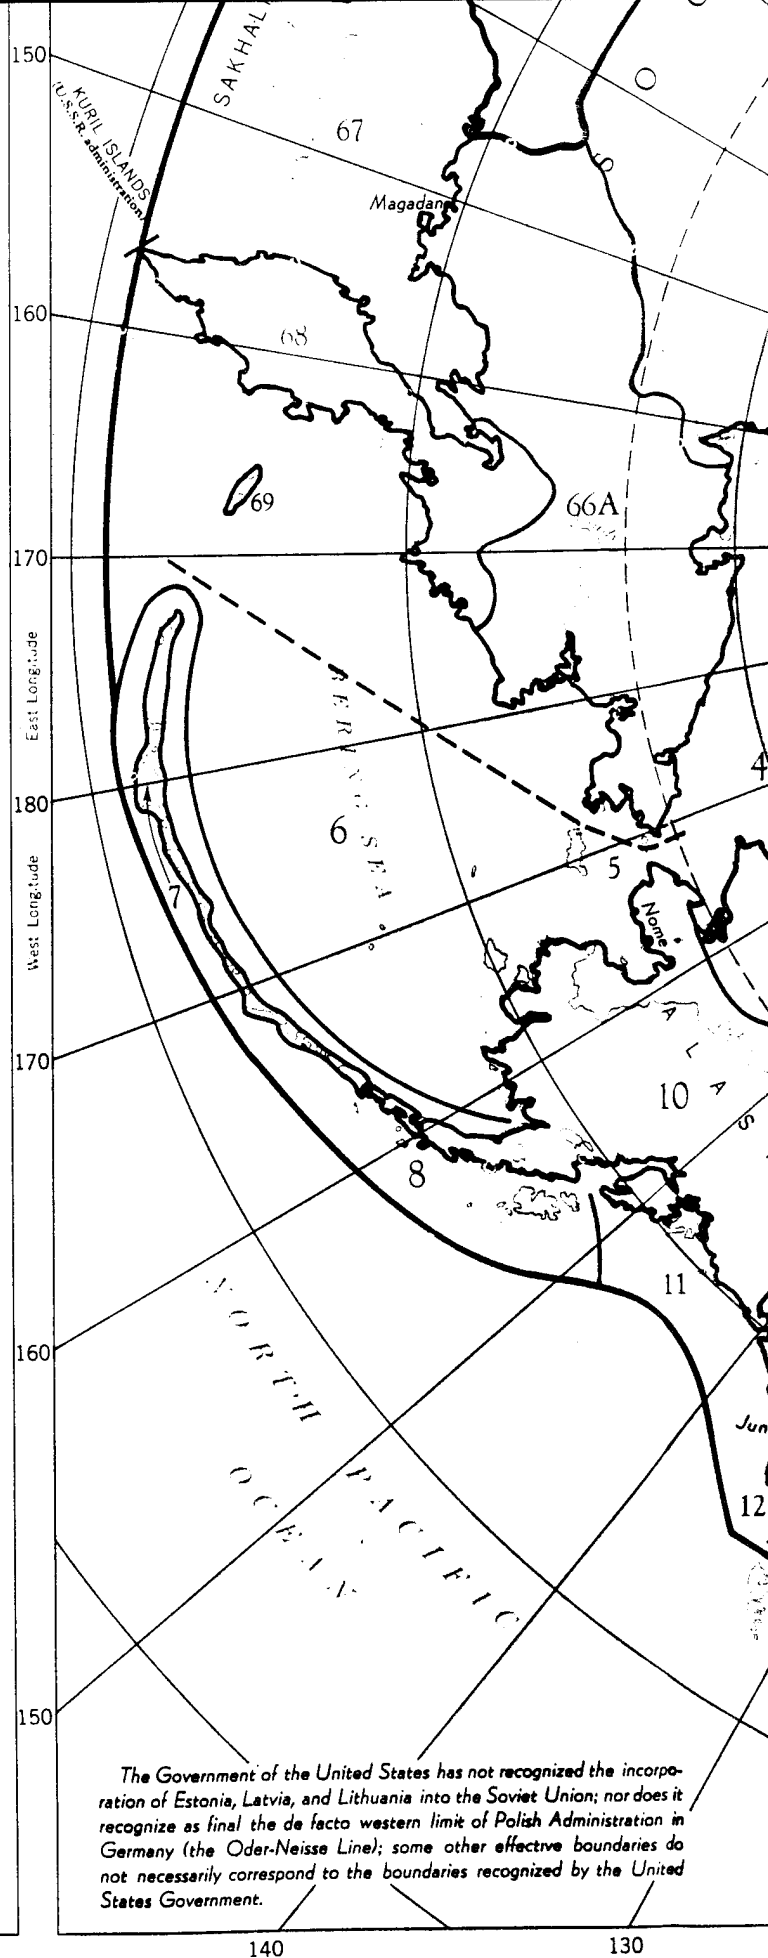 150
SAKHAL
O
67
S
KURIL ISLANDS
(U.S.S.R. administration)
Magadan
160
68
66A
69
170
East Longitude
BERING SEA
4
180
6
5
7
West Longitude
Nome
170
ALAS
10
8
11
NORTH PACIFIC
OCEAN
160
Jun
12
150
The Government of the United States has not recognized the incorpo-
ration of Estonia, Latvia, and Lithuania into the Soviet Union; nor does it
recognize as final the de facto western limit of Polish Administration in
Germany (the Oder-Neisse Line); some other effective boundaries do
not necessarily correspond to the boundaries recognized by the United
States Government.
140
130